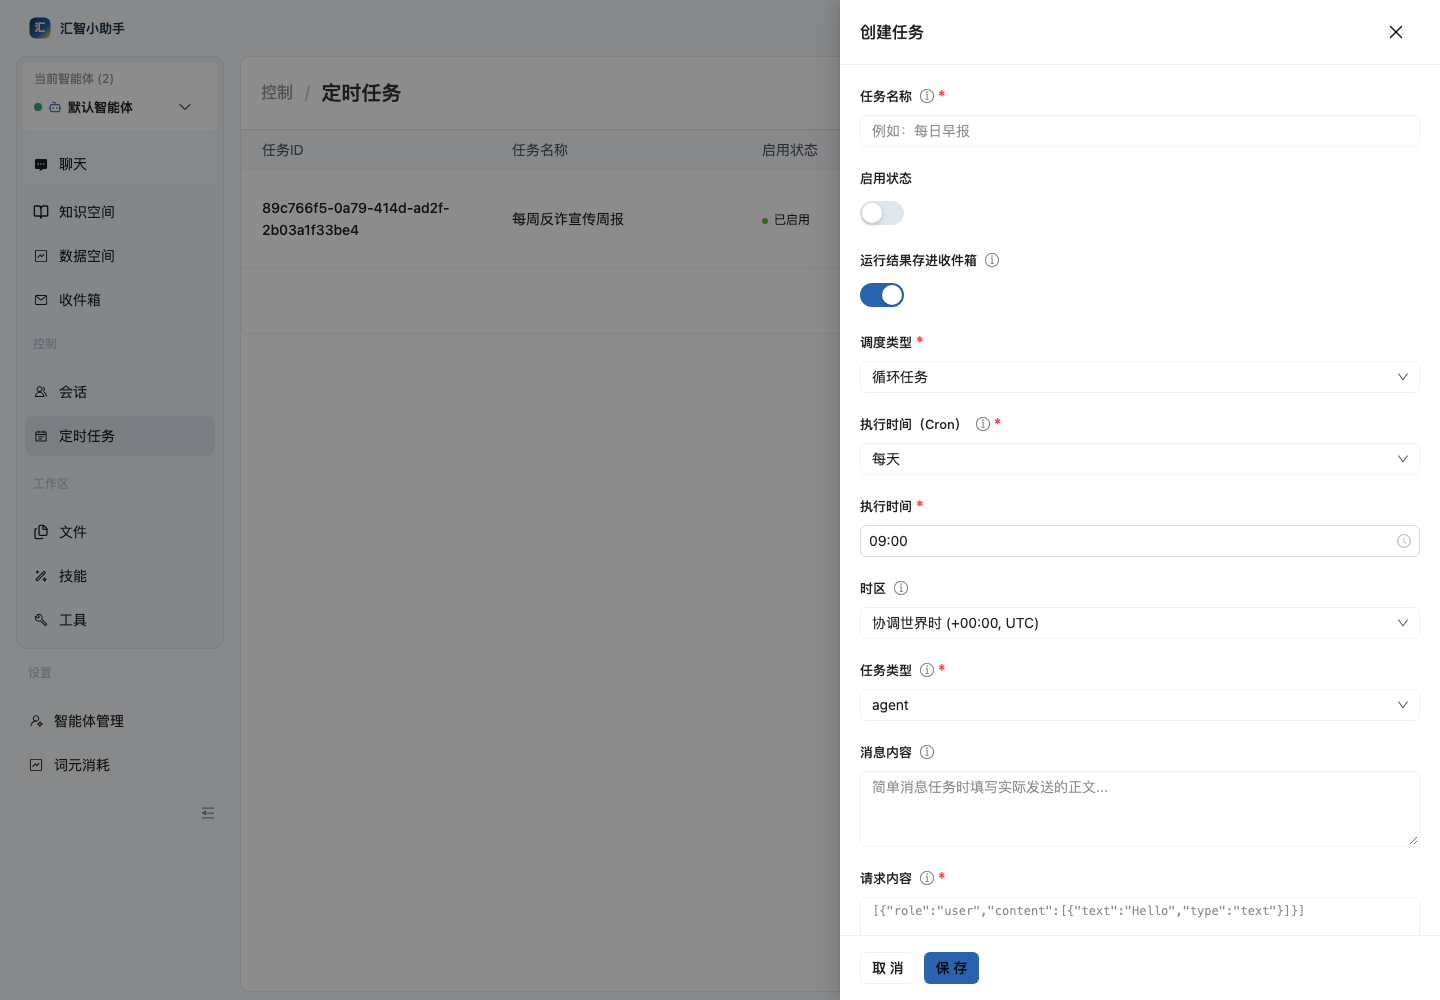 汇 汇智小助手
当前智能体 (2)
默认智能体
聊天
知识空间
数据空间
收件箱
控制
会话
定时任务
工作区
文件
技能
工具
设置
智能体管理
词元消耗
控制 / 定时任务
任务ID 任务名称 启用状态
89c766f5-0a79-414d-ad2f-
2b03a1f33be4
每周反诈宣传周报
已启用
创建任务
任务名称 *
例如：每日早报
启用状态
运行结果存进收件箱
调度类型 *
循环任务
执行时间（Cron） *
每天
执行时间 *
09:00
时区
协调世界时 (+00:00, UTC)
任务类型 *
agent
消息内容
简单消息任务时填写实际发送的正文...
请求内容 *
[{"role":"user","content":[{"text":"Hello","type":"text"}]}]
取 消 保 存